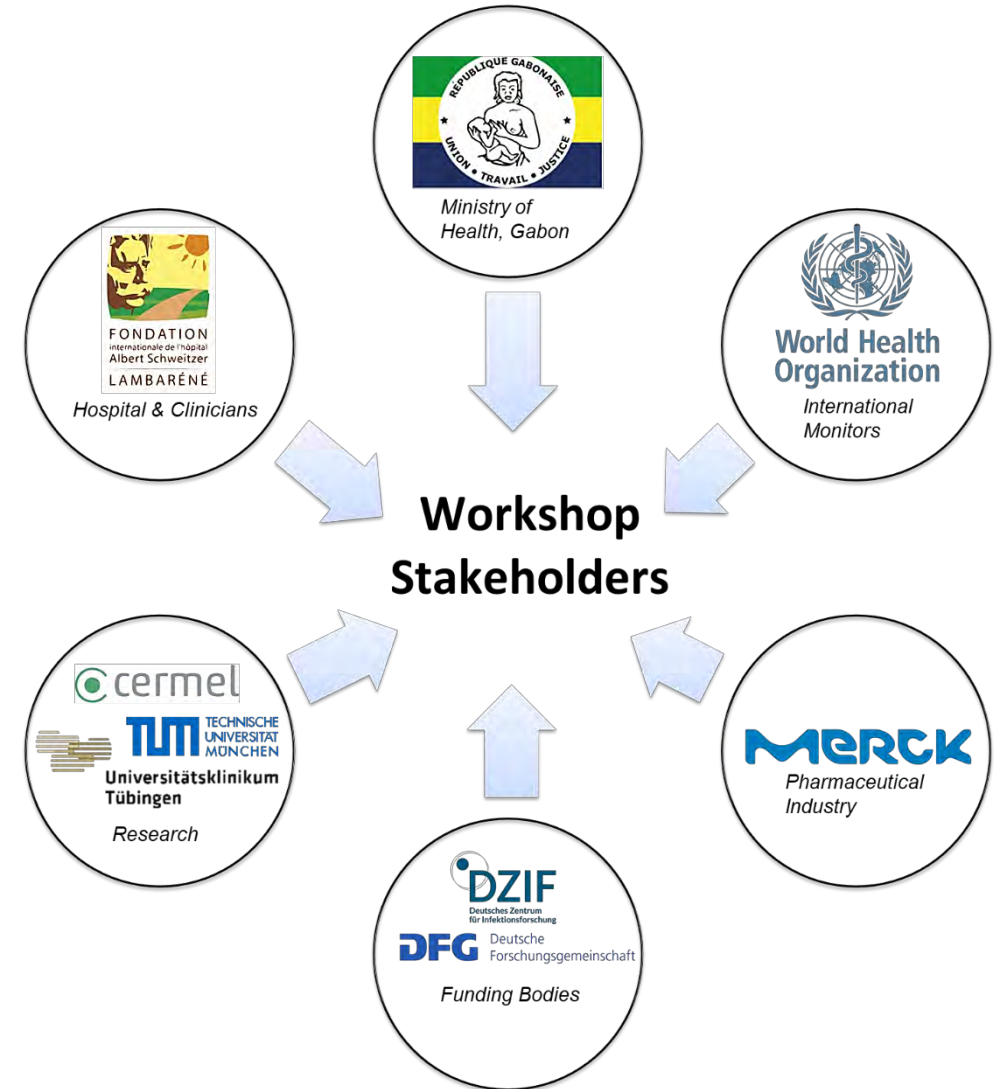 RÉPUBLIQUE GABONAISE
UNION • TRAVAIL • JUSTICE
Ministry of
Health, Gabon
FONDATION
internationale de l'hôpital
Albert Schweitzer
LAMBARÉNÉ
Hospital & Clinicians
World Health
Organization
International
Monitors
Workshop
Stakeholders
cermel
TUM TECHNISCHE
UNIVERSITÄT
MÜNCHEN
Universitätsklinikum
Tübingen
Research
MERCK
Pharmaceutical
Industry
DZIF
Deutsches Zentrum
für Infektionsforschung
DFG Deutsche
Forschungsgemeinschaft
Funding Bodies